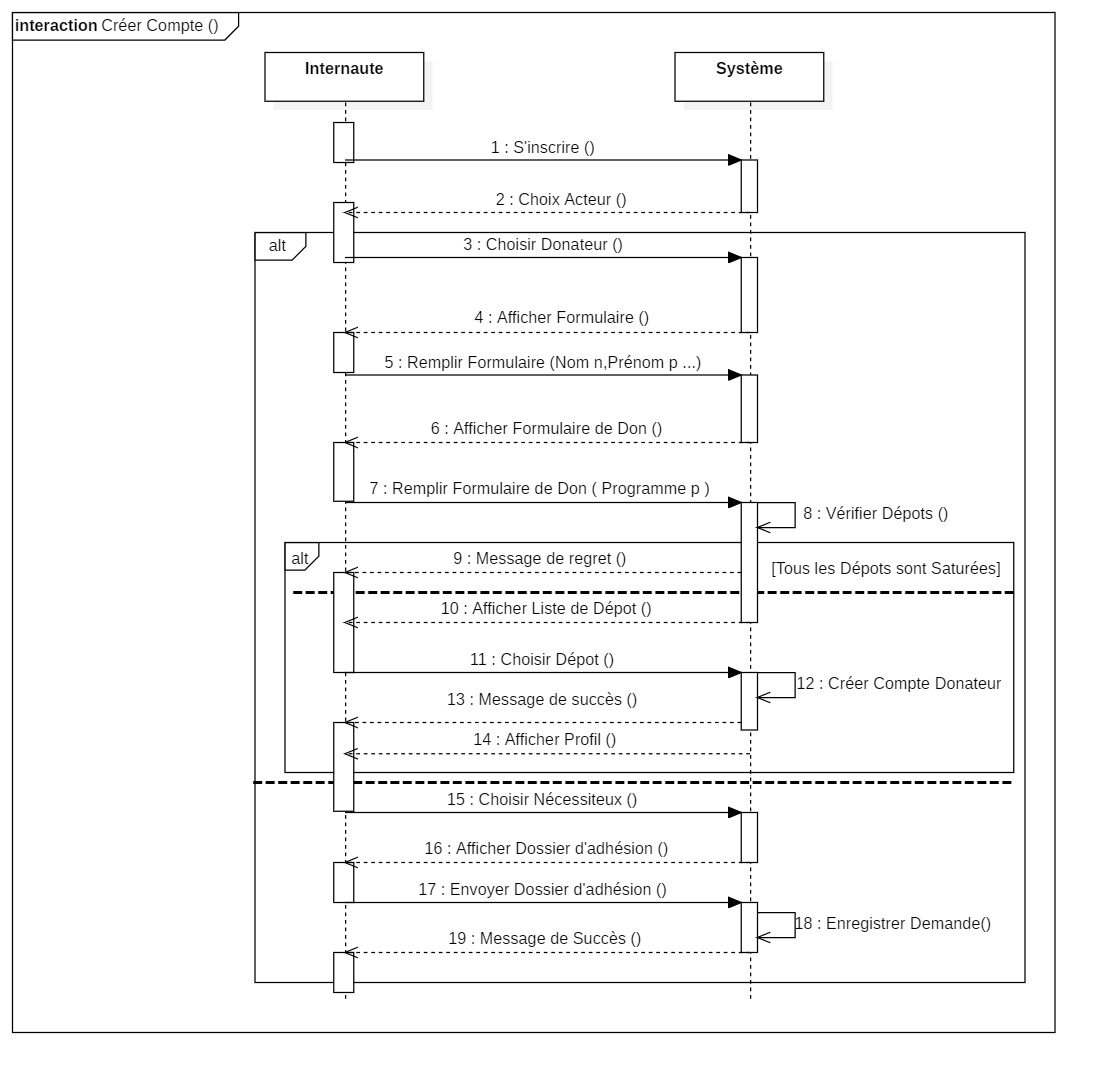 interaction Créer Compte ()
Internaute
Système
1 : S'inscrire ()
2 : Choix Acteur ()
alt
3 : Choisir Donateur ()
4 : Afficher Formulaire ()
5 : Remplir Formulaire (Nom n,Prénom p ...)
6 : Afficher Formulaire de Don ()
7 : Remplir Formulaire de Don ( Programme p )
8 : Vérifier Dépots ()
alt
9 : Message de regret ()
[Tous les Dépots sont Saturées]
10 : Afficher Liste de Dépot ()
11 : Choisir Dépot ()
12 : Créer Compte Donateur
13 : Message de succès ()
14 : Afficher Profil ()
15 : Choisir Nécessiteux ()
16 : Afficher Dossier d'adhésion ()
17 : Envoyer Dossier d'adhésion ()
18 : Enregistrer Demande()
19 : Message de Succès ()